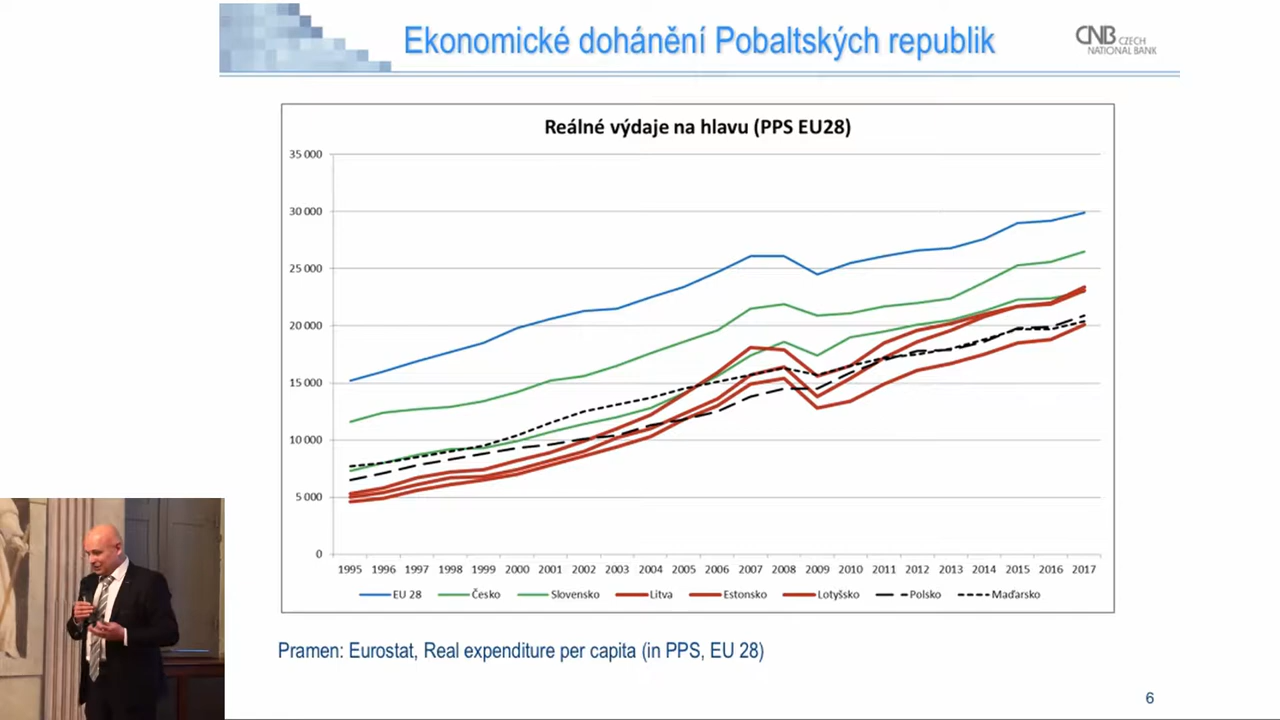 Ekonomické dohánění Pobaltských republik
CNB CZECH
NATIONAL BANK
Reálné výdaje na hlavu (PPS EU28)
35 000
30 000
25 000
20 000
15 000
10 000
5 000
0
1995 1996 1997 1998 1999 2000 2001 2002 2003 2004 2005 2006 2007 2008 2009 2010 2011 2012 2013 2014 2015 2016 2017
EU 28 Česko Slovensko Litva Estonsko Lotyšsko Polsko Maďarsko
Pramen: Eurostat, Real expenditure per capita (in PPS, EU 28)
6